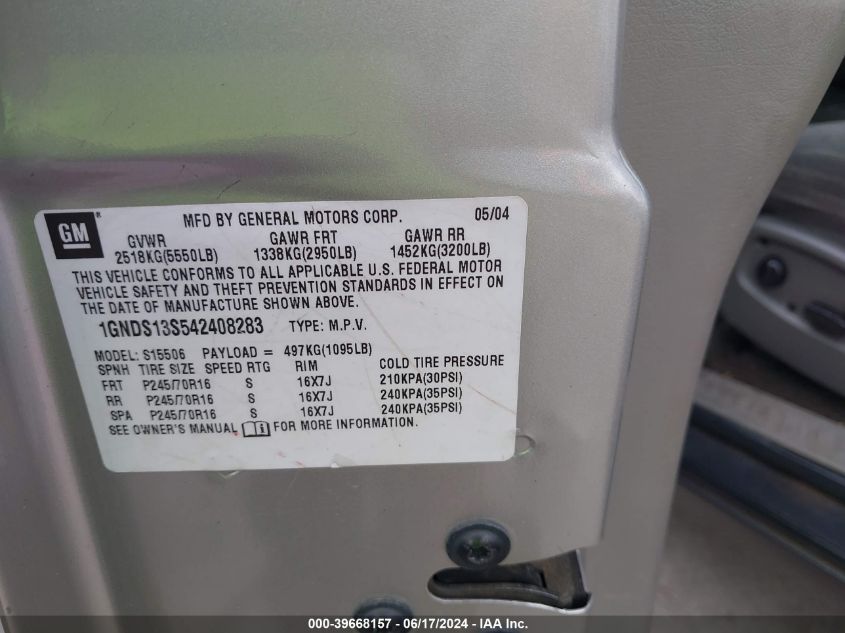 GM ® MFD BY GENERAL MOTORS CORP. 05/04
GVWR GAWR FRT GAWR RR
2518KG(5550LB) 1338KG(2950LB) 1452KG(3200LB)
THIS VEHICLE CONFORMS TO ALL APPLICABLE U.S. FEDERAL MOTOR
VEHICLE SAFETY AND THEFT PREVENTION STANDARDS IN EFFECT ON
THE DATE OF MANUFACTURE SHOWN ABOVE.
1GNDS13S542408283 TYPE: M.P.V.
MODEL: S15506 PAYLOAD = 497KG(1095LB)
SPNH TIRE SIZE SPEED RTG RIM COLD TIRE PRESSURE
FRT P245/70R16 S 16X7J 210KPA(30PSI)
RR P245/70R16 S 16X7J 240KPA(35PSI)
SPA P245/70R16 S 16X7J 240KPA(35PSI)
SEE OWNER'S MANUAL i FOR MORE INFORMATION.
000-39668157 - 06/17/2024 - IAA Inc.